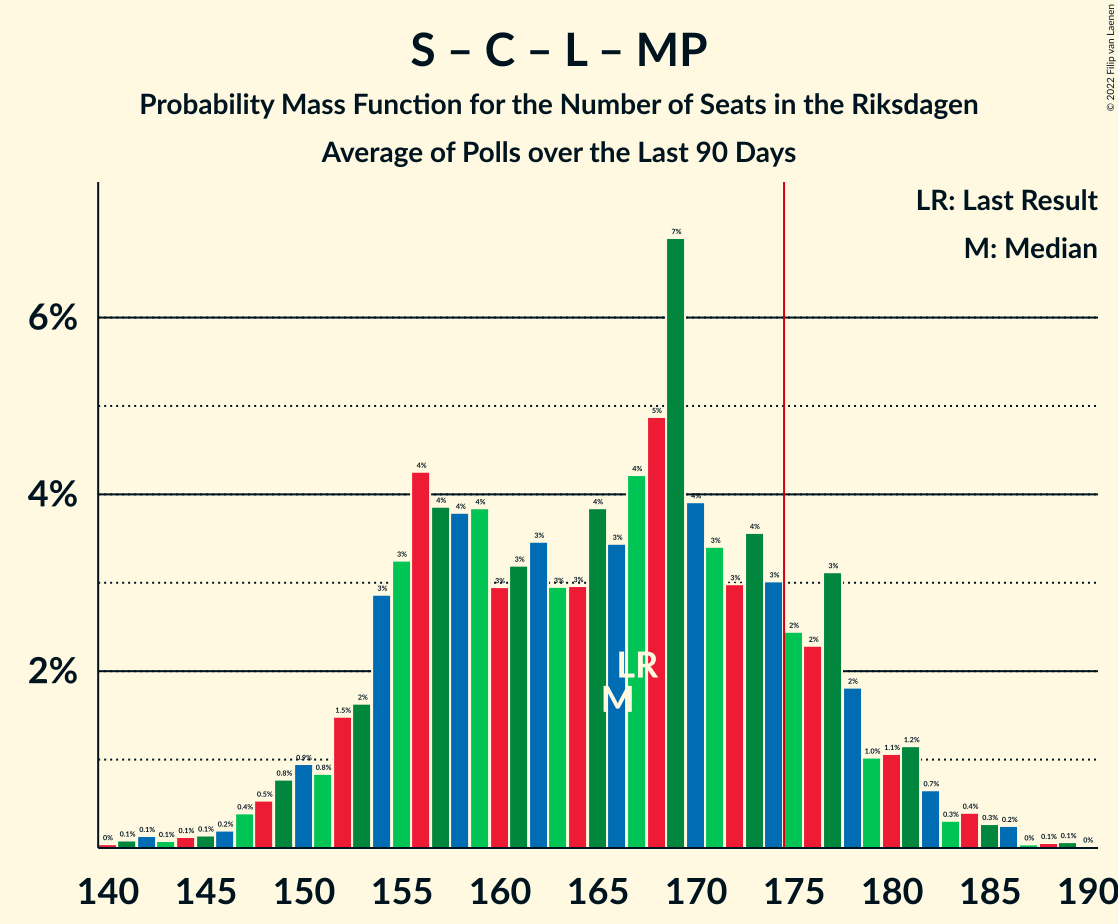 S – C – L – MP
Probability Mass Function for the Number of Seats in the Riksdagen
Average of Polls over the Last 90 Days
© 2022 Filip van Laenen
LR: Last Result
M: Median
6%
4%
2%
0% 0.1% 0.1% 0.1% 0.1% 0.1% 0.2% 0.4% 0.5% 0.8% 0.9% 0.8% 1.5% 2% 3% 3% 4% 4% 4% 4% 3% 3% 3% 3% 3% 4% 3% 4% 5% 7% 4% 3% 3% 4% 3% 2% 2% 3% 2% 1.0% 1.1% 1.2% 0.7% 0.3% 0.4% 0.3% 0.2% 0% 0.1% 0.1% 0%
LR
M
140 145 150 155 160 165 170 175 180 185 190